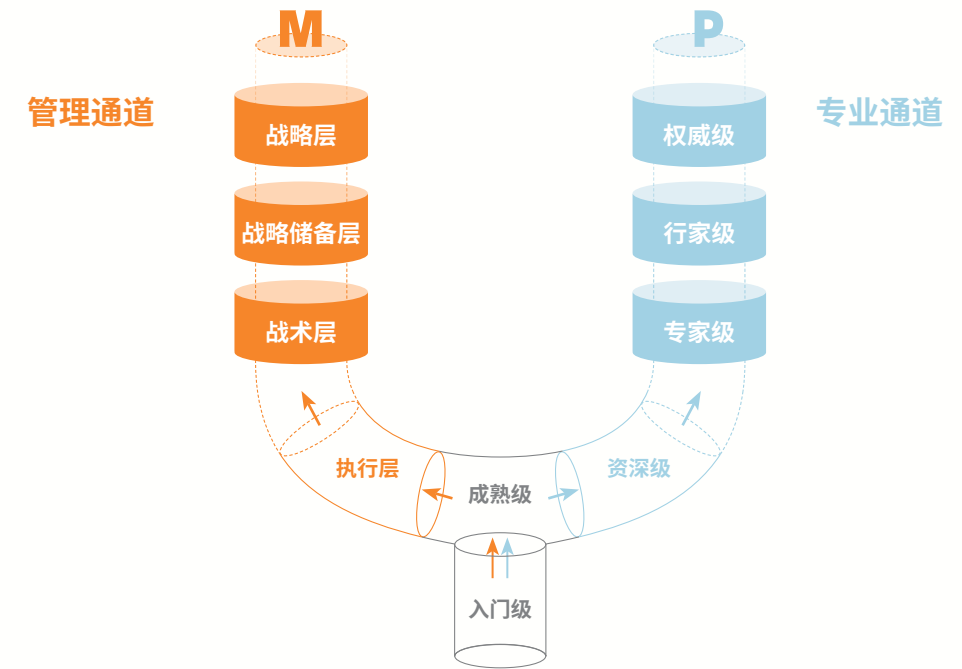 M
P
管理通道
专业通道
战略层
权威级
战略储备层
行家级
战术层
专家级
执行层
资深级
成熟级
入门级